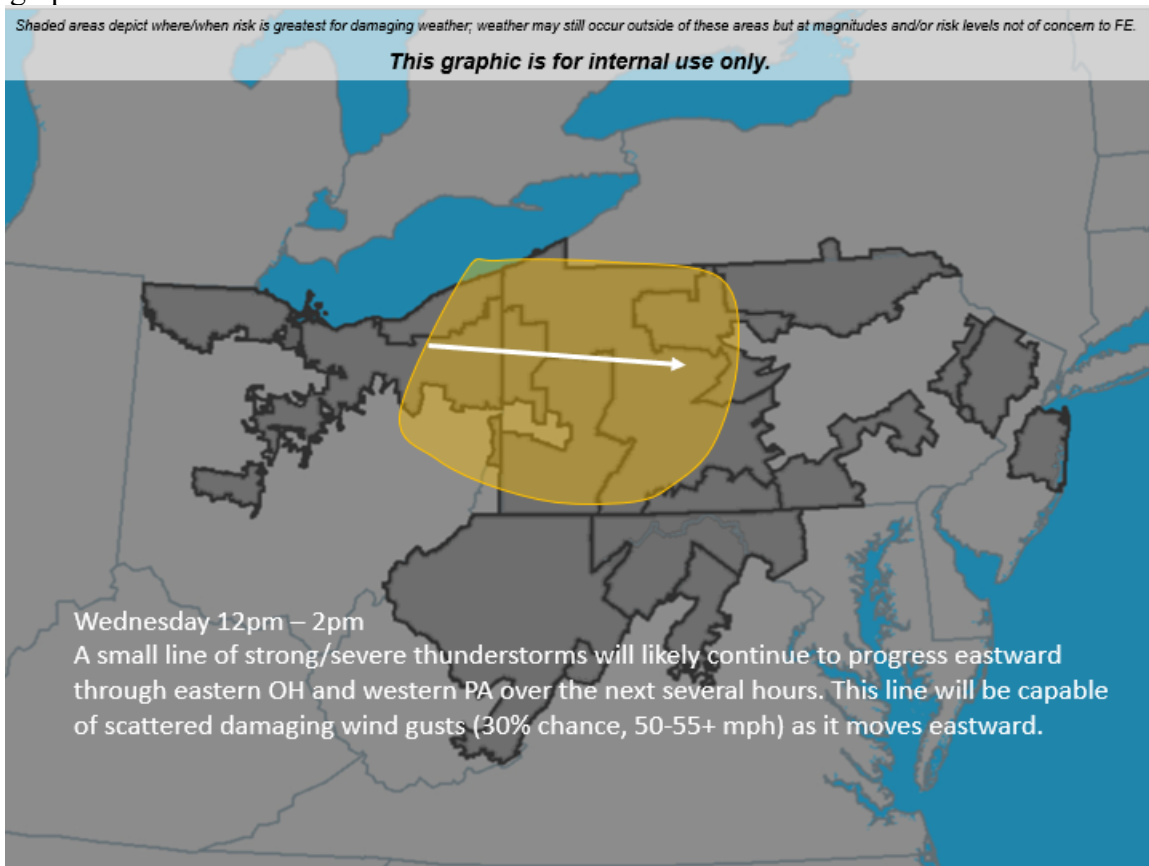 Shaded areas depict where/when risk is greatest for damaging weather; weather may still occur outside of these areas but at magnitudes and/or risk levels not of concern to FE.
This graphic is for internal use only.
Wednesday 12pm – 2pm
A small line of strong/severe thunderstorms will likely continue to progress eastward
through eastern OH and western PA over the next several hours. This line will be capable
of scattered damaging wind gusts (30% chance, 50-55+ mph) as it moves eastward.